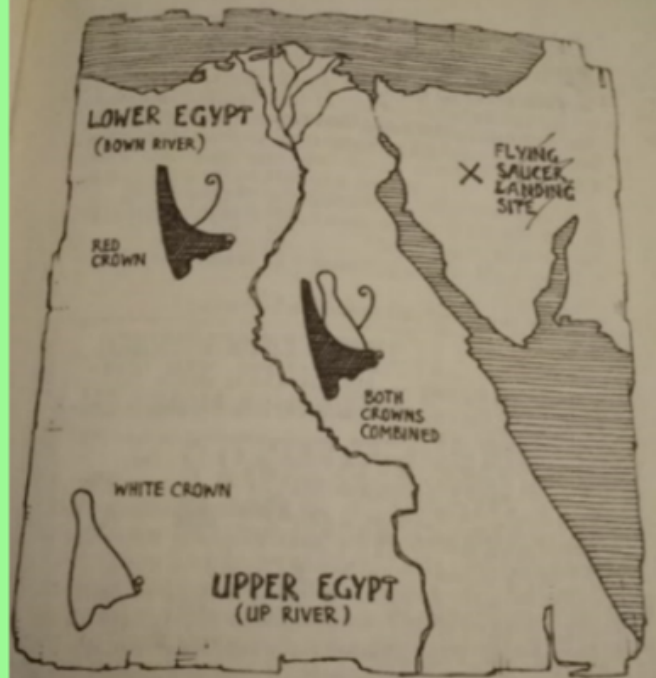 LOWER EGYPT
(DOWN RIVER)
RED
CROWN
FLYING
SAUCER
LANDING
SITE
BOTH
CROWNS
COMBINED
WHITE CROWN
UPPER EGYPT
(UP RIVER)